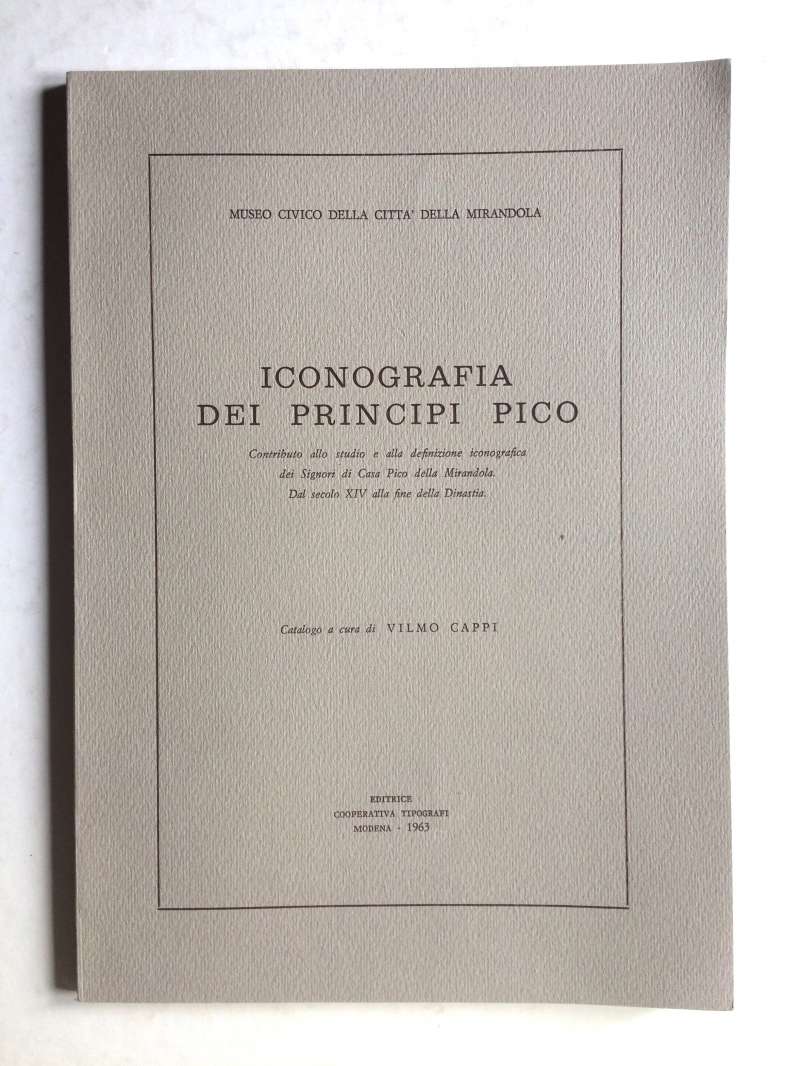 MUSEO CIVICO DELLA CITTA' DELLA MIRANDOLA
ICONOGRAFIA
DEI PRINCIPI PICO
Contributo allo studio e alla definizione iconografica
dei Signori di Casa Pico della Mirandola.
Dal secolo XIV alla fine della Dinastia.
Catalogo a cura di VILMO CAPPI
EDITRICE
COOPERATIVA TIPOGRAFI
MODENA - 1963